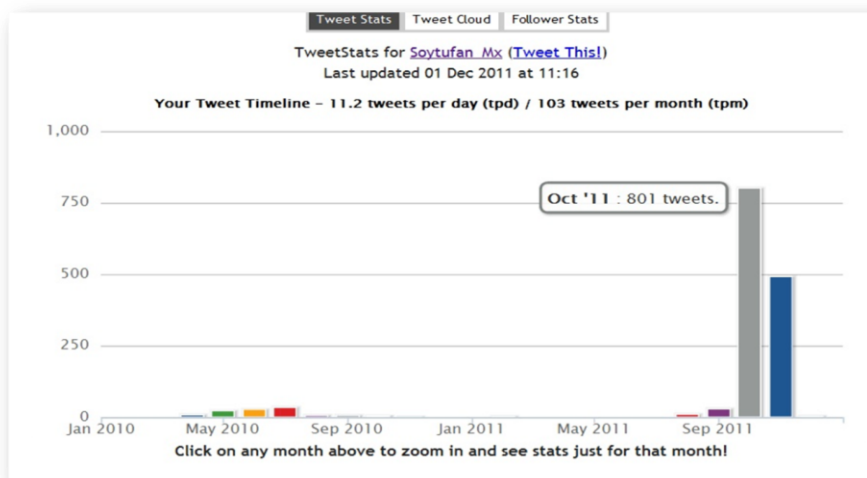 Tweet Stats Tweet Cloud Follower Stats
TweetStats for Soytufan_Mx (Tweet This!)
Last updated 01 Dec 2011 at 11:16
Your Tweet Timeline – 11.2 tweets per day (tpd) / 103 tweets per month (tpm)
1,000
750
Oct '11 : 801 tweets.
500
250
0
Jan 2010 May 2010 Sep 2010 Jan 2011 May 2011 Sep 2011
Click on any month above to zoom in and see stats just for that month!